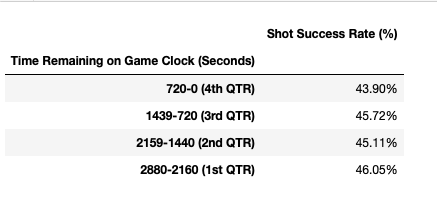 Shot Success Rate (%)
Time Remaining on Game Clock (Seconds)
720-0 (4th QTR) 43.90%
1439-720 (3rd QTR) 45.72%
2159-1440 (2nd QTR) 45.11%
2880-2160 (1st QTR) 46.05%